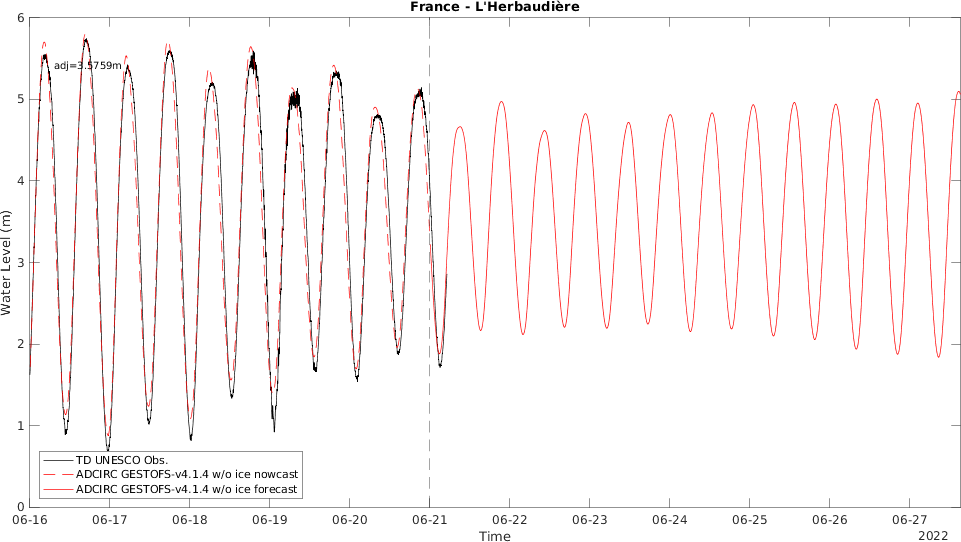 France - L'Herbaudière
6
adj=3.5759m
5
4
3
2
1
0
Water Level (m)
TD UNESCO Obs.
ADCIRC GESTOFS-v4.1.4 w/o ice nowcast
ADCIRC GESTOFS-v4.1.4 w/o ice forecast
06-16 06-17 06-18 06-19 06-20 06-21 06-22 06-23 06-24 06-25 06-26 06-27
Time
2022